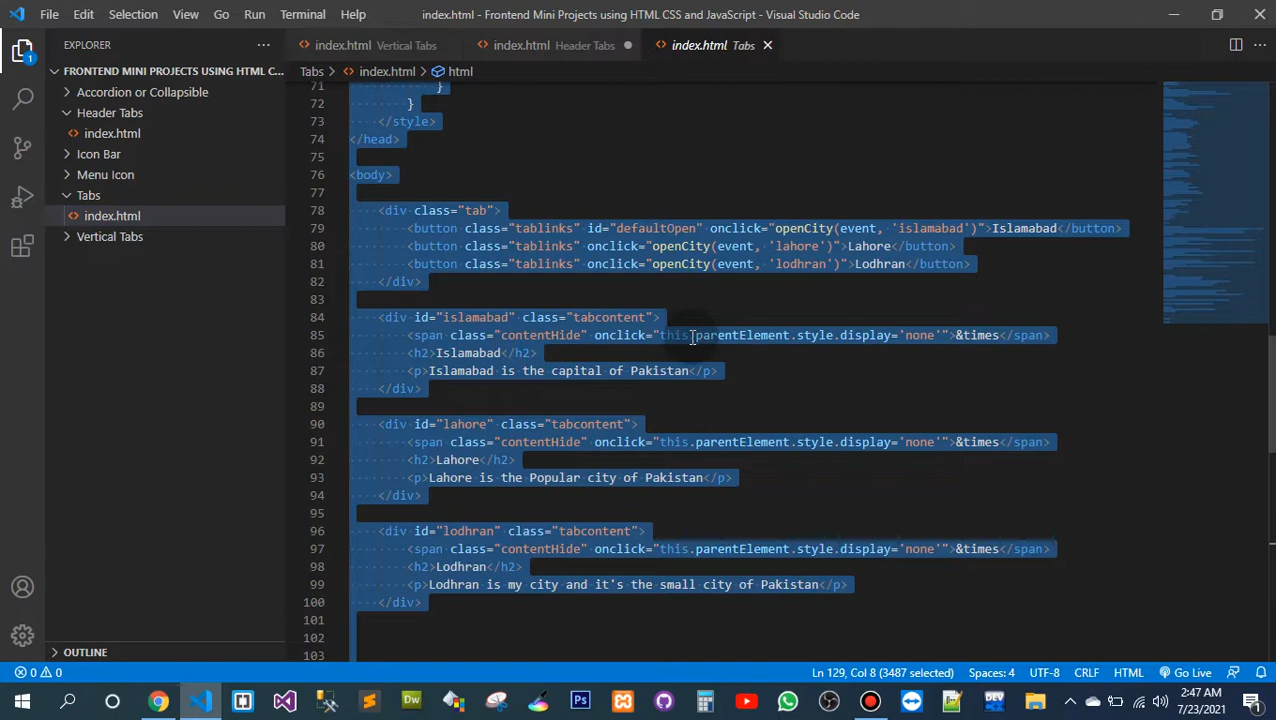 File Edit Selection View Go Run Terminal Help index.html - Frontend Mini Projects using HTML CSS and JavaScript - Visual Studio Code
EXPLORER
index.html Vertical Tabs index.html Header Tabs index.html Tabs
FRONTEND MINI PROJECTS USING HTML C...
Tabs > index.html > html
Accordion or Collapsible
Header Tabs
index.html
Icon Bar
Menu Icon
Tabs
index.html
Vertical Tabs
71 }
72 }
73 </style>
74 </head>
75
76 <body>
77
78 <div class="tab">
79 <button class="tablinks" id="defaultOpen" onclick="openCity(event, 'islamabad')">Islamabad</button>
80 <button class="tablinks" onclick="openCity(event, 'lahore')">Lahore</button>
81 <button class="tablinks" onclick="openCity(event, 'lodhran')">Lodhran</button>
82 </div>
83
84 <div id="islamabad" class="tabcontent">
85 <span class="contentHide" onclick="this.parentElement.style.display='none'">&times</span>
86 <h2>Islamabad</h2>
87 <p>Islamabad is the capital of Pakistan</p>
88 </div>
89
90 <div id="lahore" class="tabcontent">
91 <span class="contentHide" onclick="this.parentElement.style.display='none'">&times</span>
92 <h2>Lahore</h2>
93 <p>Lahore is the Popular city of Pakistan</p>
94 </div>
95
96 <div id="lodhran" class="tabcontent">
97 <span class="contentHide" onclick="this.parentElement.style.display='none'">&times</span>
98 <h2>Lodhran</h2>
99 <p>Lodhran is my city and it's the small city of Pakistan</p>
100 </div>
101
102
103
OUTLINE
0 0 Ln 129, Col 8 (3487 selected) Spaces: 4 UTF-8 CRLF HTML Go Live
2:47 AM
7/23/2021